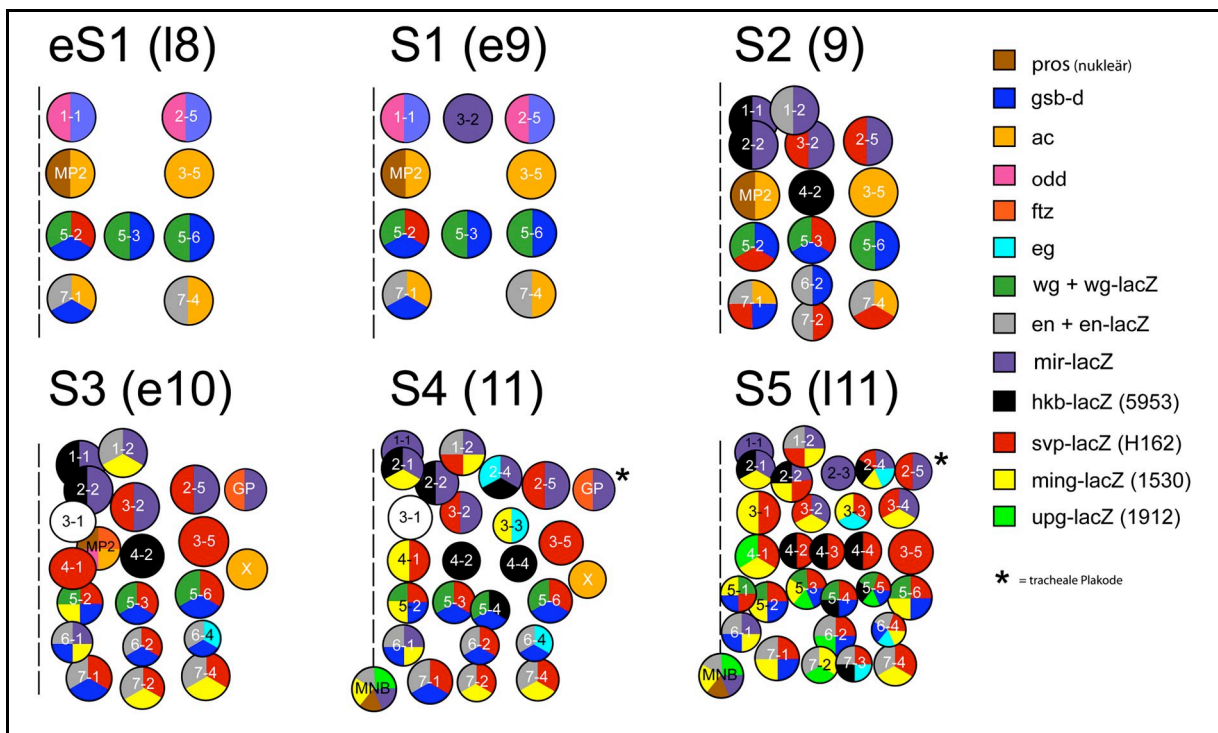 eS1 (l8)
1-1 2-5
MP2 3-5
5-2 5-3 5-6
7-1 7-4
S1 (e9)
1-1 3-2 2-5
MP2 3-5
5-2 5-3 5-6
7-1 7-4
S2 (9)
1-1 1-2
2-2 3-2 2-5
MP2 4-2 3-5
5-2 5-3 5-6
6-2
7-1 7-2 7-4
pros (nukleär)
gsb-d
ac
odd
ftz
eg
wg + wg-lacZ
en + en-lacZ
mir-lacZ
hkb-lacZ (5953)
svp-lacZ (H162)
ming-lacZ (1530)
upg-lacZ (1912)
* = tracheale Plakode
S3 (e10)
1-1 1-2
2-2 3-2 2-5 GP
3-1
MP2 4-2 3-5
4-1 X
5-2 5-3 5-6
6-1 6-2 6-4
7-1 7-2 7-4
S4 (11)
1-1 1-2
2-1 2-2 2-4 2-5 GP *
3-1 3-2 3-3 3-5
4-1 4-2 4-4 X
5-2 5-3 5-4 5-6
6-1 6-2 6-4
MNB 7-1 7-2 7-4
S5 (l11)
1-1 1-2
2-1 2-2 2-3 2-4 2-5 *
3-1 3-2 3-3 3-4
4-1 4-2 4-3 4-4 3-5
5-1 5-2 5-3 5-4 5-5 5-6
6-1 6-2 6-4
MNB 7-1 7-2 7-3 7-4